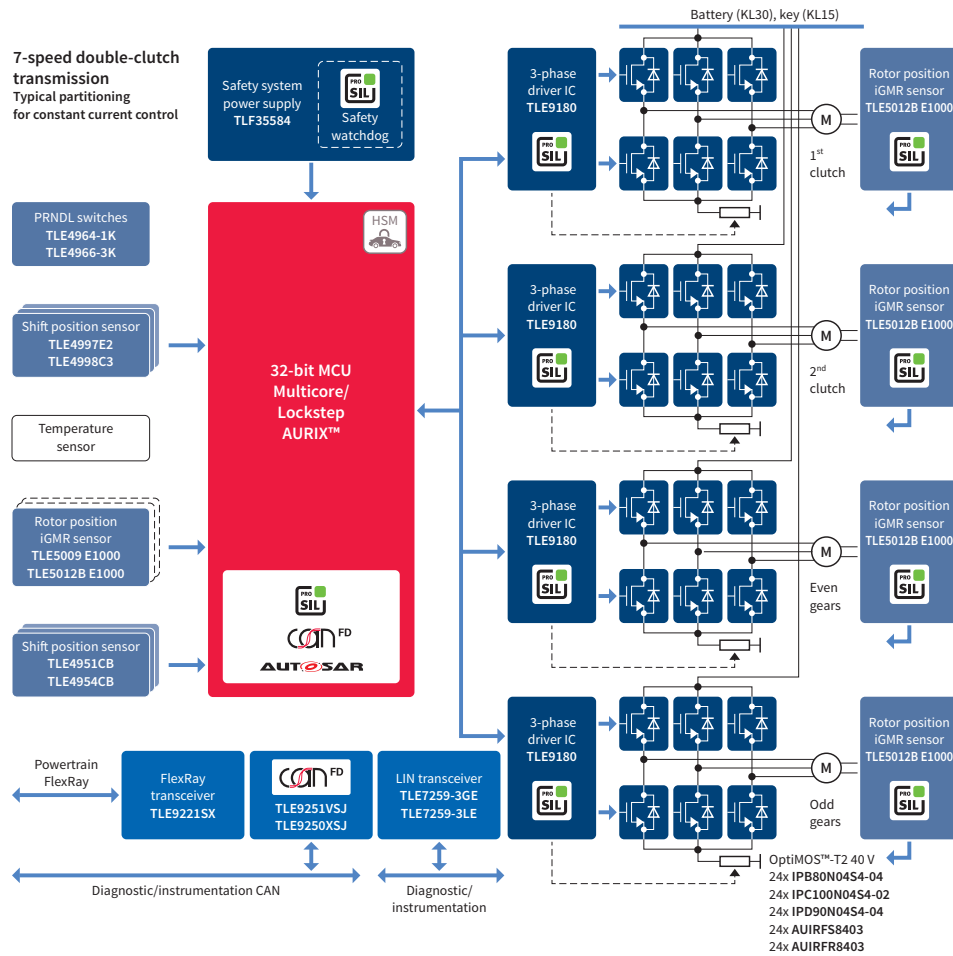 Battery (KL30), key (KL15)
7-speed double-clutch
transmission
Typical partitioning
for constant current control
Safety system
power supply
TLF35584
PRO
SIL
Safety
watchdog
3-phase
driver IC
TLE9180
PRO
SIL
M
1st
clutch
Rotor position
iGMR sensor
TLE5012B E1000
PRO
SIL
PRNDL switches
TLE4964-1K
TLE4966-3K
HSM
Shift position sensor
TLE4997E2
TLE4998C3
32-bit MCU
Multicore/
Lockstep
AURIX™
3-phase
driver IC
TLE9180
PRO
SIL
M
2nd
clutch
Rotor position
iGMR sensor
TLE5012B E1000
PRO
SIL
Temperature
sensor
Rotor position
iGMR sensor
TLE5009 E1000
TLE5012B E1000
3-phase
driver IC
TLE9180
PRO
SIL
M
Even
gears
Rotor position
iGMR sensor
TLE5012B E1000
PRO
SIL
PRO
SIL
CAN FD
AUTOSAR
Shift position sensor
TLE4951CB
TLE4954CB
3-phase
driver IC
TLE9180
PRO
SIL
M
Odd
gears
Rotor position
iGMR sensor
TLE5012B E1000
PRO
SIL
Powertrain
FlexRay
FlexRay
transceiver
TLE9221SX
CAN FD
TLE9251VSJ
TLE9250XSJ
LIN transceiver
TLE7259-3GE
TLE7259-3LE
Diagnostic/instrumentation CAN
Diagnostic/
instrumentation
OptiMOS™-T2 40 V
24x IPB80N04S4-04
24x IPC100N04S4-02
24x IPD90N04S4-04
24x AUIRFS8403
24x AUIRFR8403